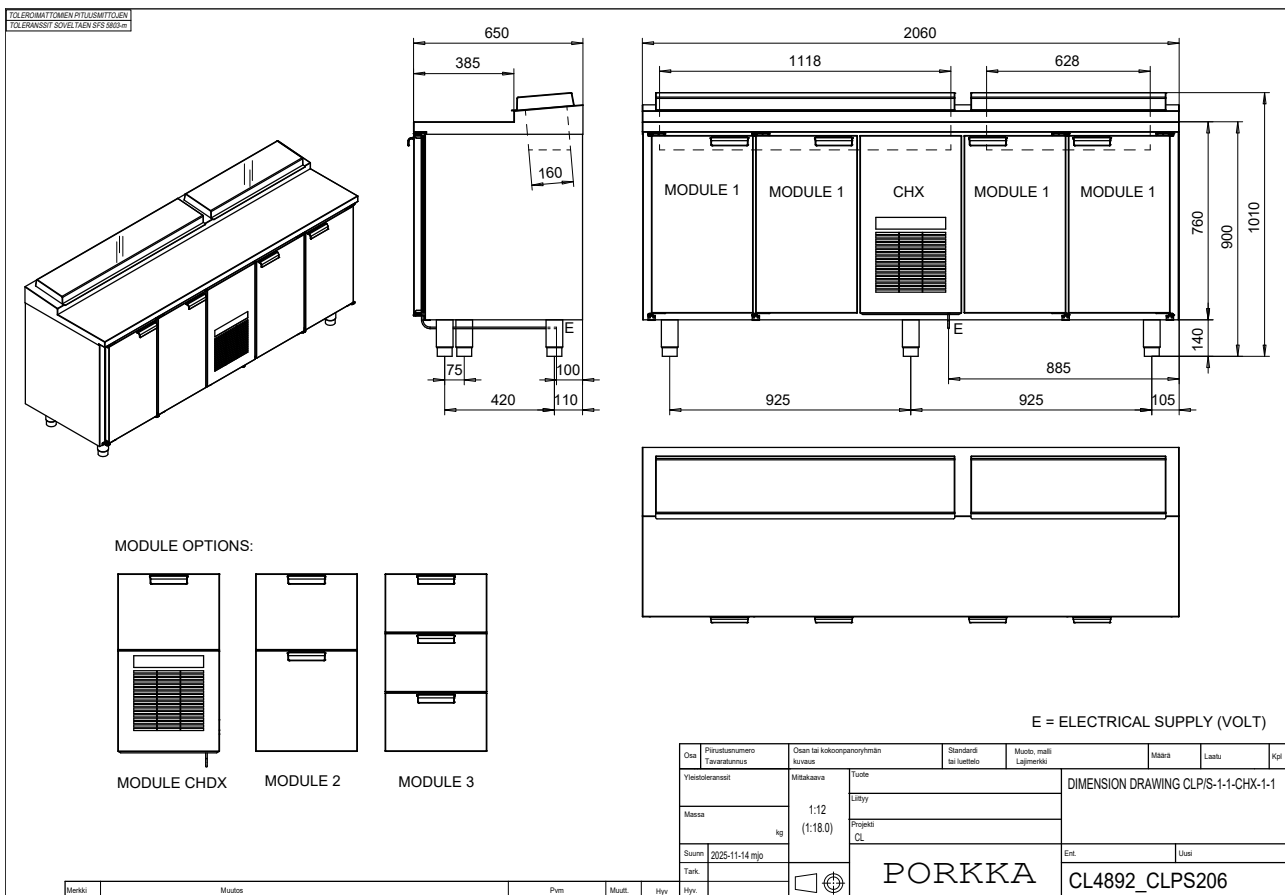 TOLEROIMATTOMIEN PITUUSMITTOJEN
TOLERANSSIT SOVELTAEN SFS 5803-m
650
385
160
E
75
100
420
110
2060
1118
628
MODULE 1
MODULE 1
CHX
MODULE 1
MODULE 1
760
900
1010
140
E
885
925
925
105
MODULE OPTIONS:
MODULE CHDX
MODULE 2
MODULE 3
E = ELECTRICAL SUPPLY (VOLT)
Osa
Piirustusnumero
Tavaratunnus
Osan tai kokoonpanoryhmän
kuvaus
Standardi
tai luettelo
Muoto, malli
Lajimerkki
Määrä
Laatu
Kpl
Yleistoleranssit
Mittakaava
1:12
(1:18.0)
Tuote
Liittyy
Projekti
CL
DIMENSION DRAWING CLP/S-1-1-CHX-1-1
Massa
kg
Suunn
2025-11-14 mjo
Tark.
Hyv.
PORKKA
Ent.
Uusi
CL4892_CLPS206
Merkki
Muutos
Pvm
Muutt.
Hyv